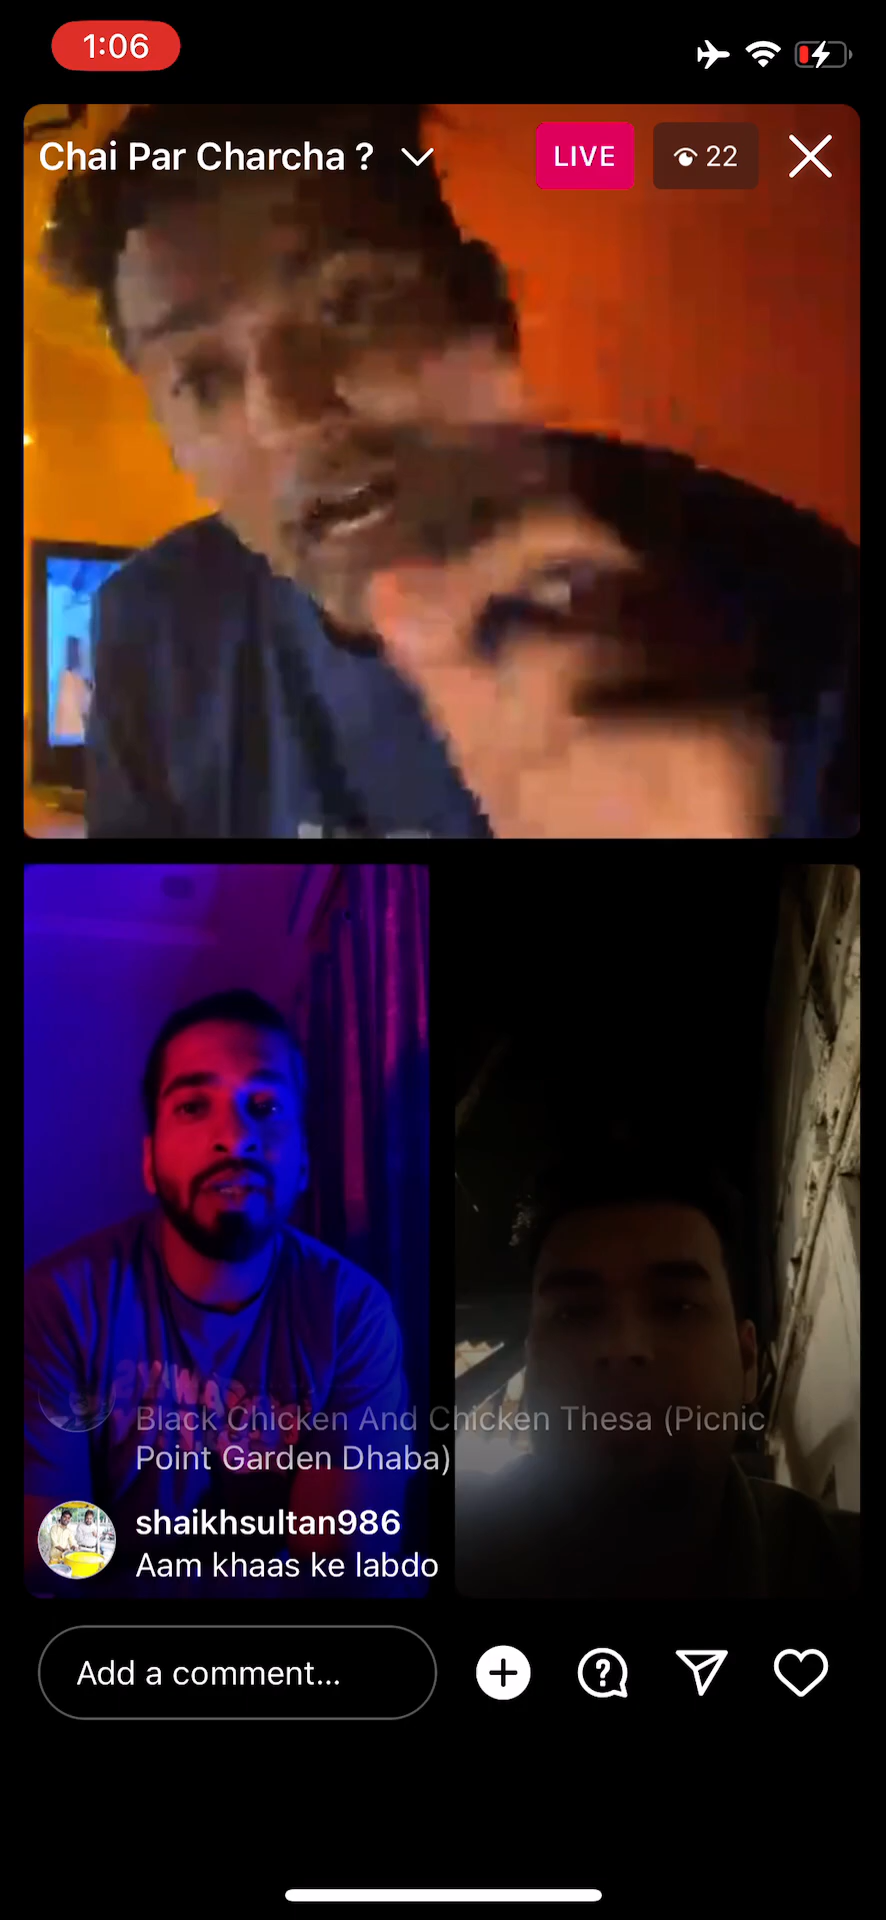 1:06
Chai Par Charcha ?
LIVE
22
Black Chicken And Chicken Thesa (Picnic
Point Garden Dhaba)
shaikhsultan986
Aam khaas ke labdo
Add a comment...